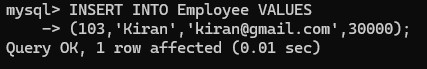 mysql> INSERT INTO Employee VALUES
    -> (103,'Kiran','kiran@gmail.com',30000);
Query OK, 1 row affected (0.01 sec)